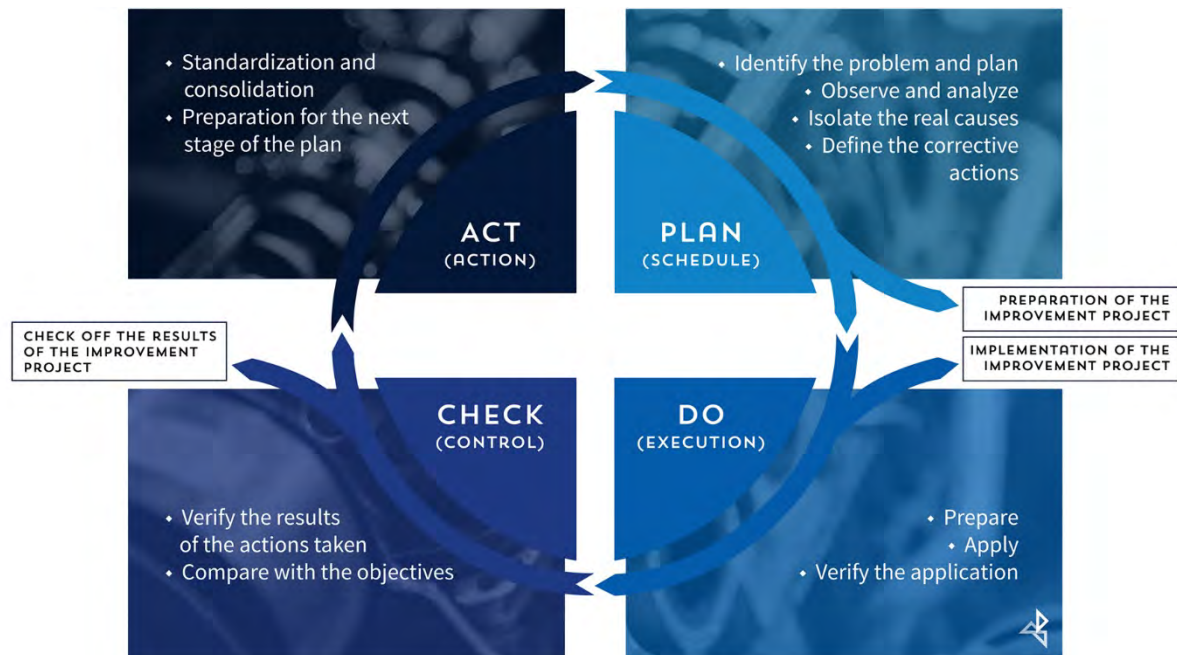 Standardization and
consolidation
Preparation for the next
stage of the plan
ACT
(ACTION)
Identify the problem and plan
Observe and analyze
Isolate the real causes
Define the corrective
actions
PLAN
(SCHEDULE)
PREPARATION OF THE
IMPROVEMENT PROJECT
IMPLEMENTATION OF THE
IMPROVEMENT PROJECT
DO
(EXECUTION)
Prepare
Apply
Verify the application
CHECK OFF THE RESULTS
OF THE IMPROVEMENT
PROJECT
CHECK
(CONTROL)
Verify the results
of the actions taken
Compare with the objectives